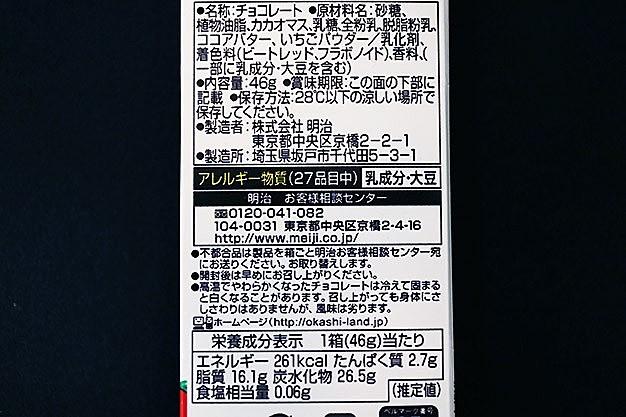 ●名称:チョコレート ●原材料名:砂糖、
植物油脂、カカオマス、乳糖、全粉乳、脱脂粉乳、
ココアバター、いちごパウダー/乳化剤、
着色料(ビートレッド、フラボノイド)、香料、(
一部に乳成分・大豆を含む)
●内容量:46g ●賞味期限:この面の下部に
記載 ●保存方法:28℃以下の涼しい場所で
保存してください。
●製造者:株式会社 明治
東京都中央区京橋2-2-1
●製造所:埼玉県坂戸市千代田5-3-1
アレルギー物質(27品目中) 乳成分・大豆
明治 お客様相談センター
0120-041-082
104-0031 東京都中央区京橋2-4-16
http://www.meiji.co.jp/
●不都合品は製品を箱ごと明治お客様相談センター宛
にお送りください。お取り替えします。
●開封後は早めにお召し上がりください。
●高温でやわらかくなったチョコレートは冷えて固まる
と白くなることがあります。召し上がっても身体にさ
しさわりはありませんが、風味は劣ります。
ホームページ(http://okashi-land.jp/)
栄養成分表示 1箱(46g)当たり
エネルギー 261kcal たんぱく質 2.7g
脂質 16.1g 炭水化物 26.5g
食塩相当量 0.06g (推定値)
ベルマーク番号